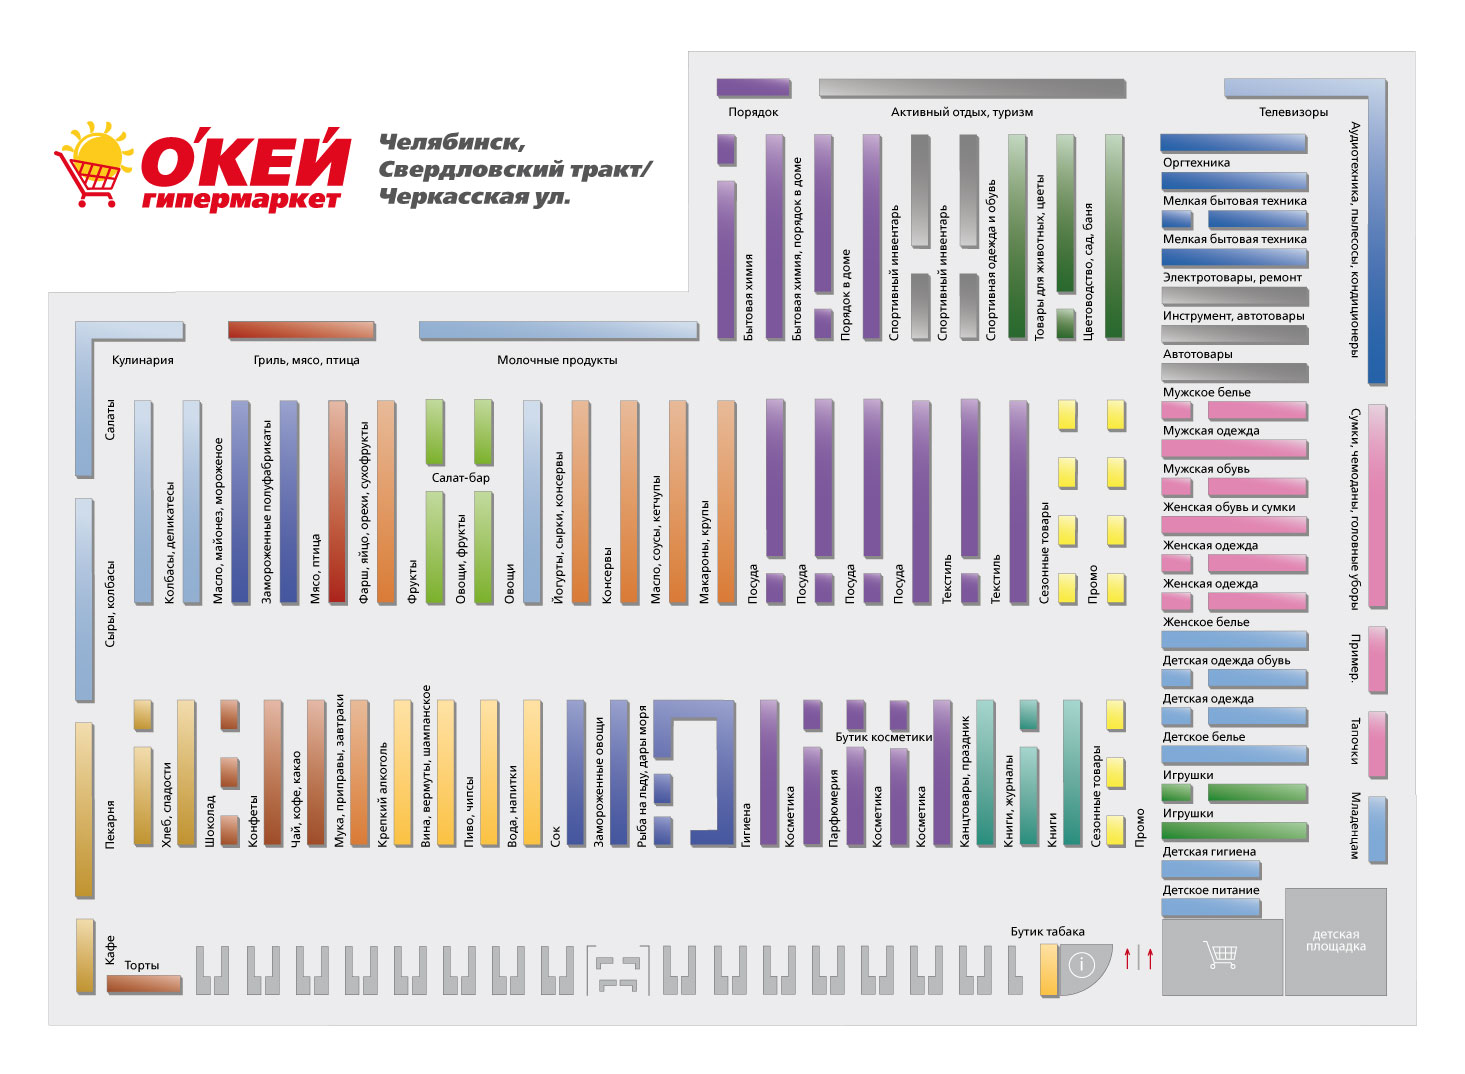 О'КЕЙ
гипермаркет
Челябинск,
Свердловский тракт/
Черкасская ул.
Порядок
Активный отдых, туризм
Телевизоры
Аудиотехника, пылесосы, кондиционеры
Бытовая химия
Бытовая химия, порядок в доме
Порядок в доме
Спортивный инвентарь
Спортивный инвентарь
Спортивная одежда и обувь
Товары для животных, цветы
Цветоводство, сад, баня
Оргтехника
Мелкая бытовая техника
Мелкая бытовая техника
Электротовары, ремонт
Инструмент, автотовары
Автотовары
Мужское белье
Мужская одежда
Мужская обувь
Женская обувь и сумки
Женская одежда
Женская одежда
Женское белье
Детская одежда обувь
Детская одежда
Детское белье
Игрушки
Игрушки
Детская гигиена
Детское питание
Сумки, чемоданы, головные уборы
Пример.
Тапочки
Младенцам
Кулинария
Гриль, мясо, птица
Молочные продукты
Салаты
Колбасы, деликатесы
Масло, майонез, мороженое
Замороженные полуфабрикаты
Мясо, птица
Фарш, яйцо, орехи, сухофрукты
Фрукты
Салат-бар
Овощи, фрукты
Овощи
Йогурты, сырки, консервы
Консервы
Масло, соусы, кетчупы
Макароны, крупы
Посуда
Посуда
Посуда
Посуда
Текстиль
Текстиль
Сезонные товары
Промо
Сыры, колбасы
Пекарня
Хлеб, сладости
Шоколад
Конфеты
Чай, кофе, какао
Мука, приправы, завтраки
Крепкий алкоголь
Вина, вермуты, шампанское
Пиво, чипсы
Вода, напитки
Сок
Замороженные овощи
Рыба на льду, дары моря
Гигиена
Косметика
Парфюмерия
Бутик косметики
Косметика
Косметика
Канцтовары, праздник
Книги, журналы
Книги
Сезонные товары
Промо
Кафе
Торты
Бутик табака
i
детская
площадка